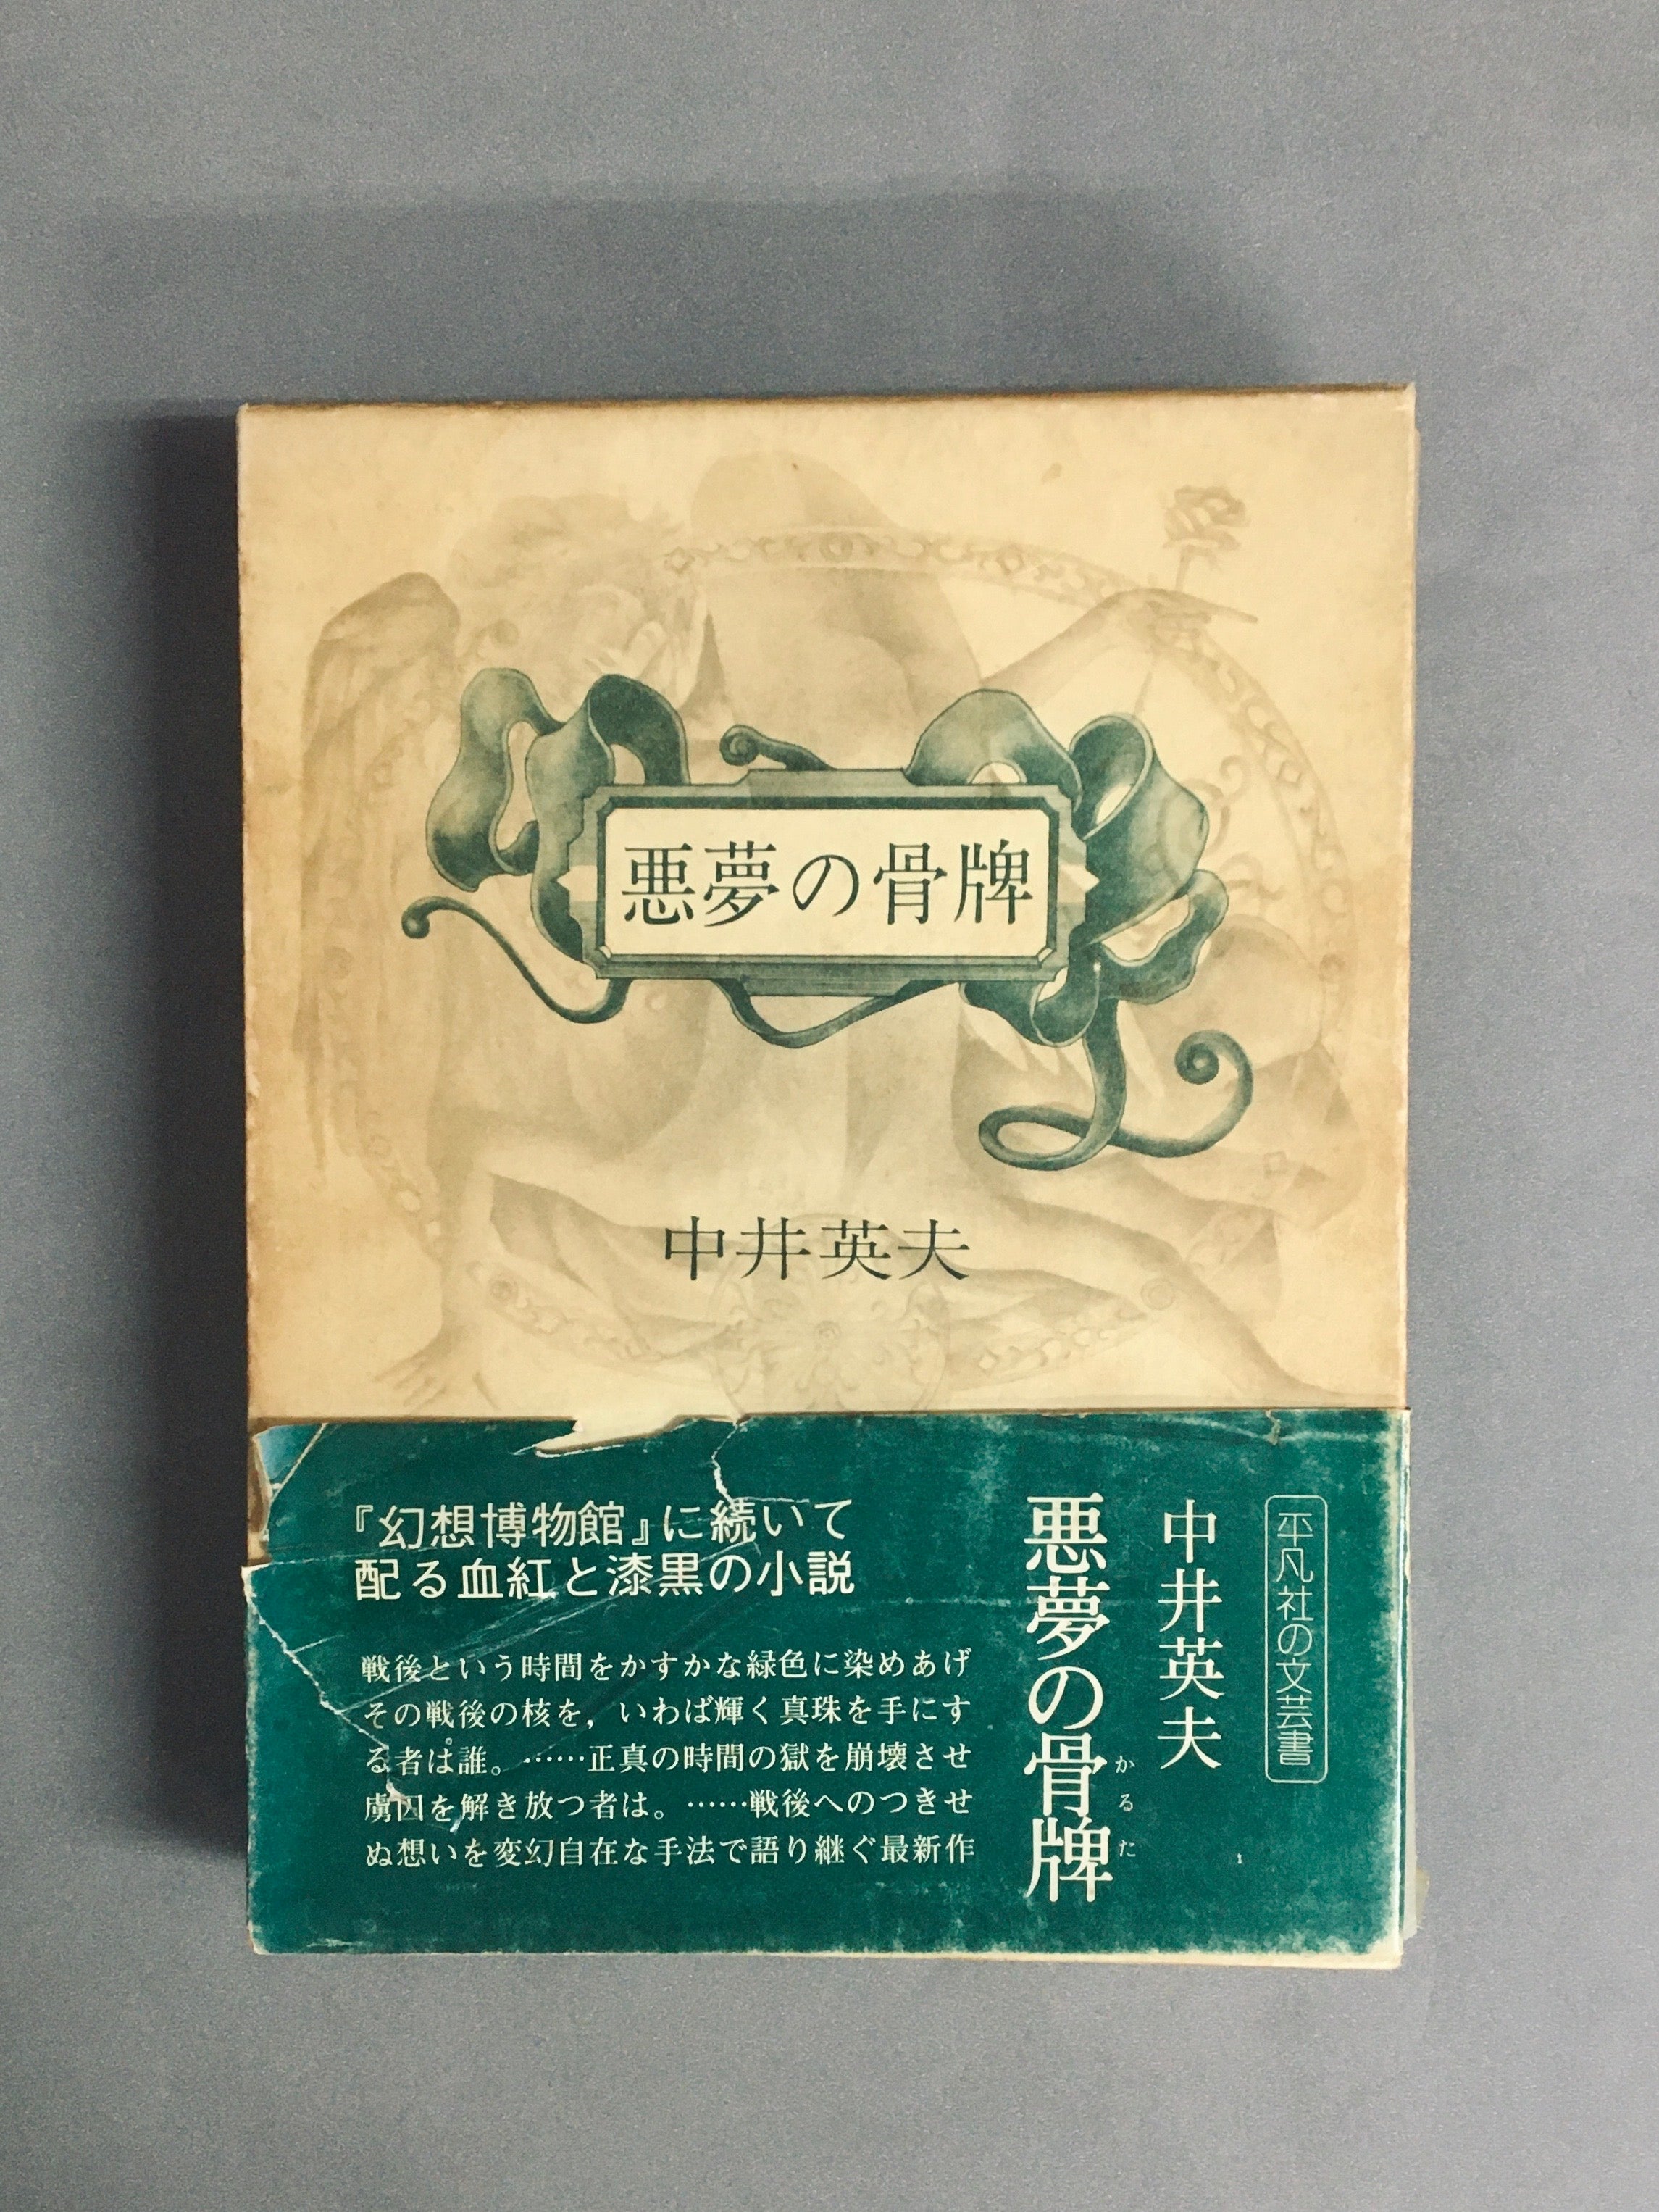 悪夢の骨牌
中井英夫
平凡社の文芸書
中井英夫
悪夢の骨牌
かるた
『幻想博物館』に続いて
配る血紅と漆黒の小説
戦後という時間をかすかな緑色に染めあげ
その戦後の核を，いわば輝く真珠を手にす
る者は誰。……正真の時間の獄を崩壊させ
虜囚を解き放つ者は。……戦後へのつきせ
ぬ想いを変幻自在な手法で語り継ぐ最新作